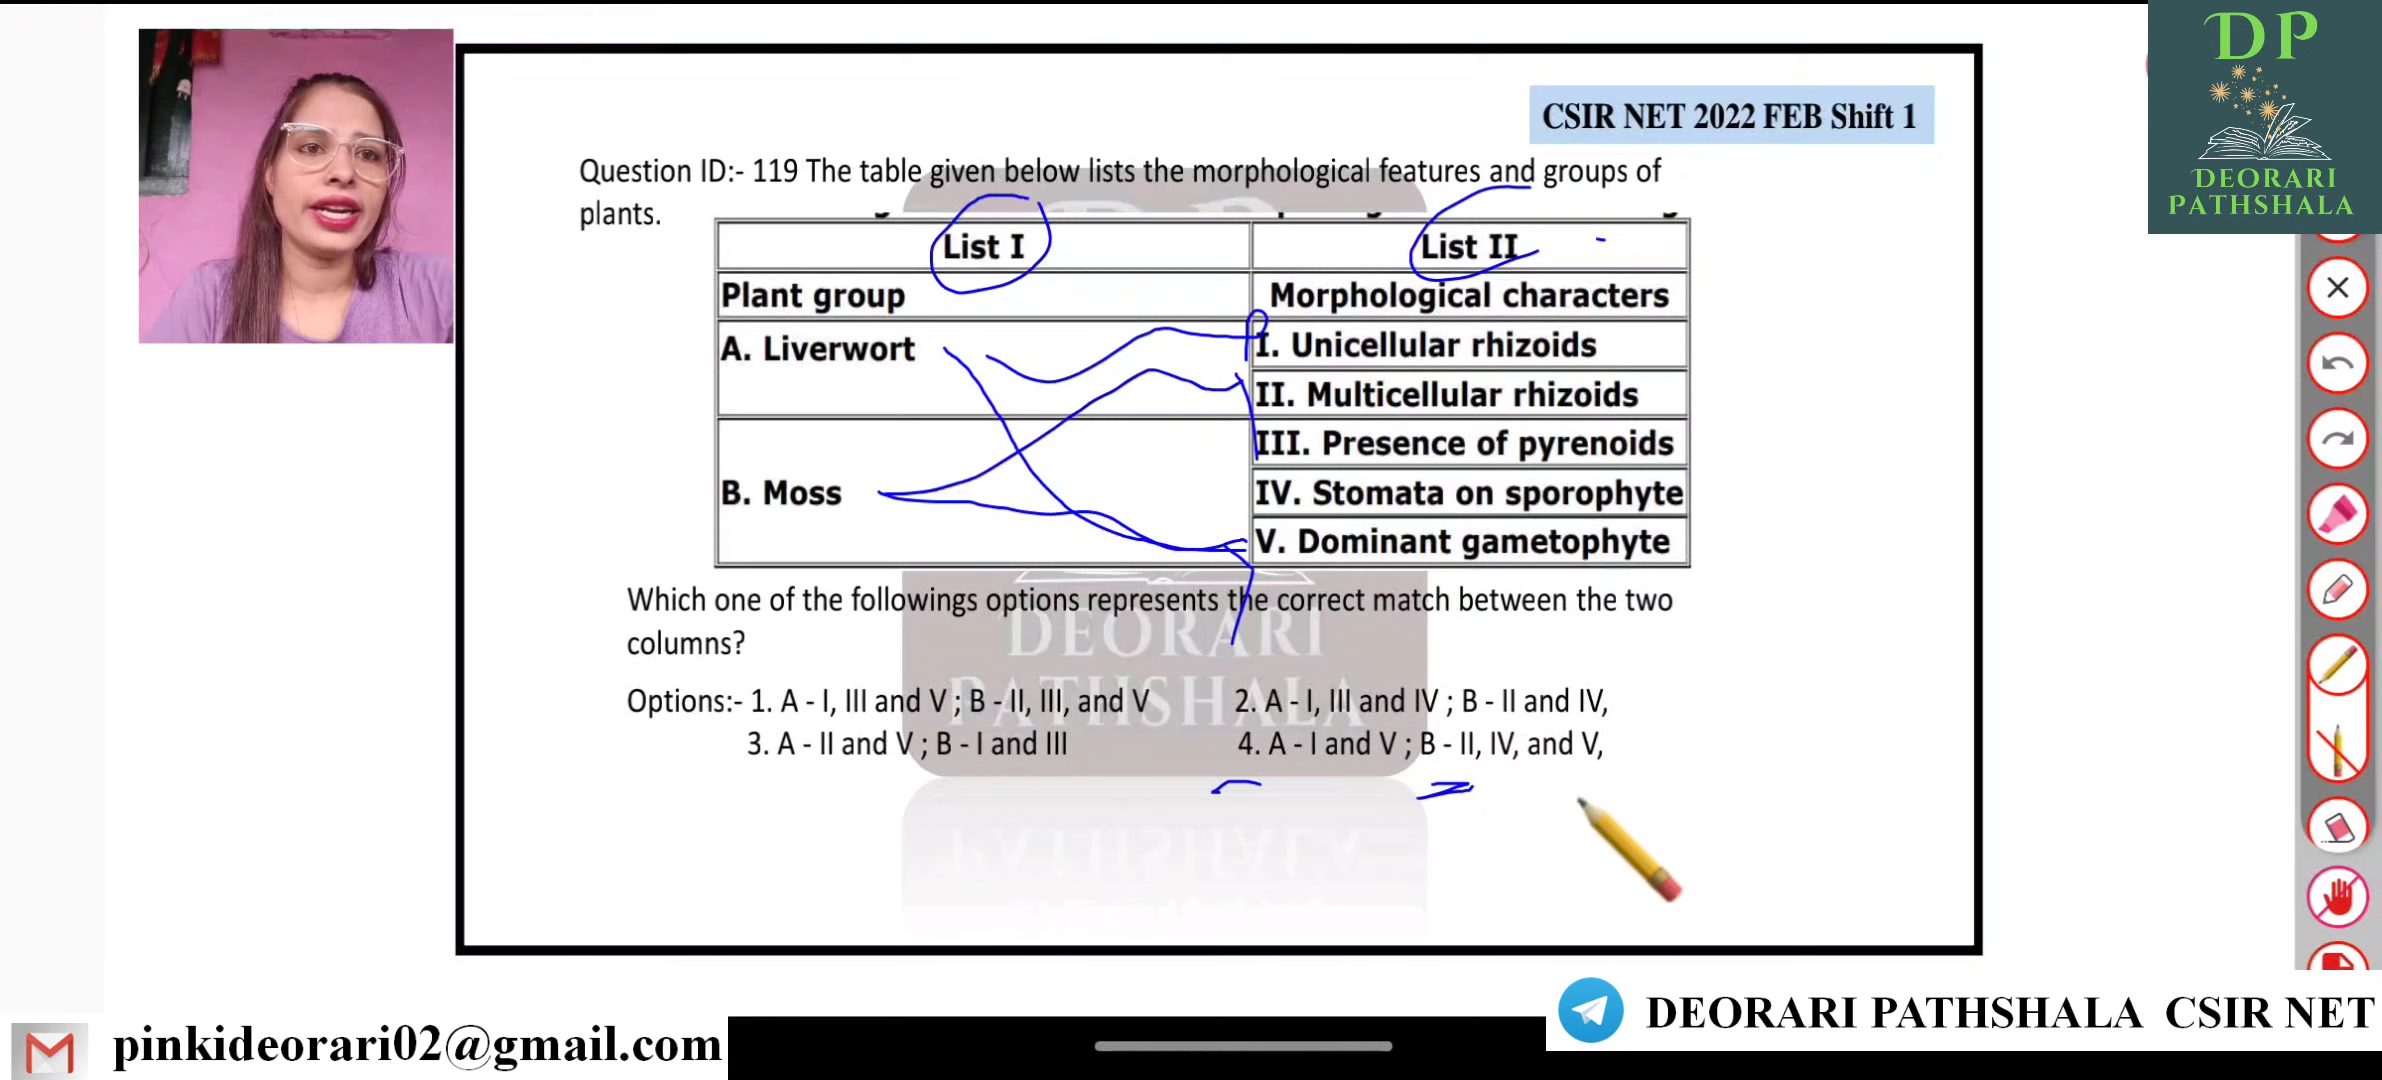 DP
DEORARI
PATHSHALA
CSIR NET 2022 FEB Shift 1
Question ID:- 119 The table given below lists the morphological features and groups of
plants.
List I
List II
Plant group
Morphological characters
A. Liverwort
I. Unicellular rhizoids
II. Multicellular rhizoids
III. Presence of pyrenoids
B. Moss
IV. Stomata on sporophyte
V. Dominant gametophyte
Which one of the followings options represents the correct match between the two
columns?
DEORARI
PATHSHALA
Options:- 1. A - I, III and V ; B - II, III, and V
2. A - I, III and IV ; B - II and IV,
3. A - II and V ; B - I and III
4. A - I and V ; B - II, IV, and V,
pinkideorari02@gmail.com
DEORARI PATHSHALA CSIR NET